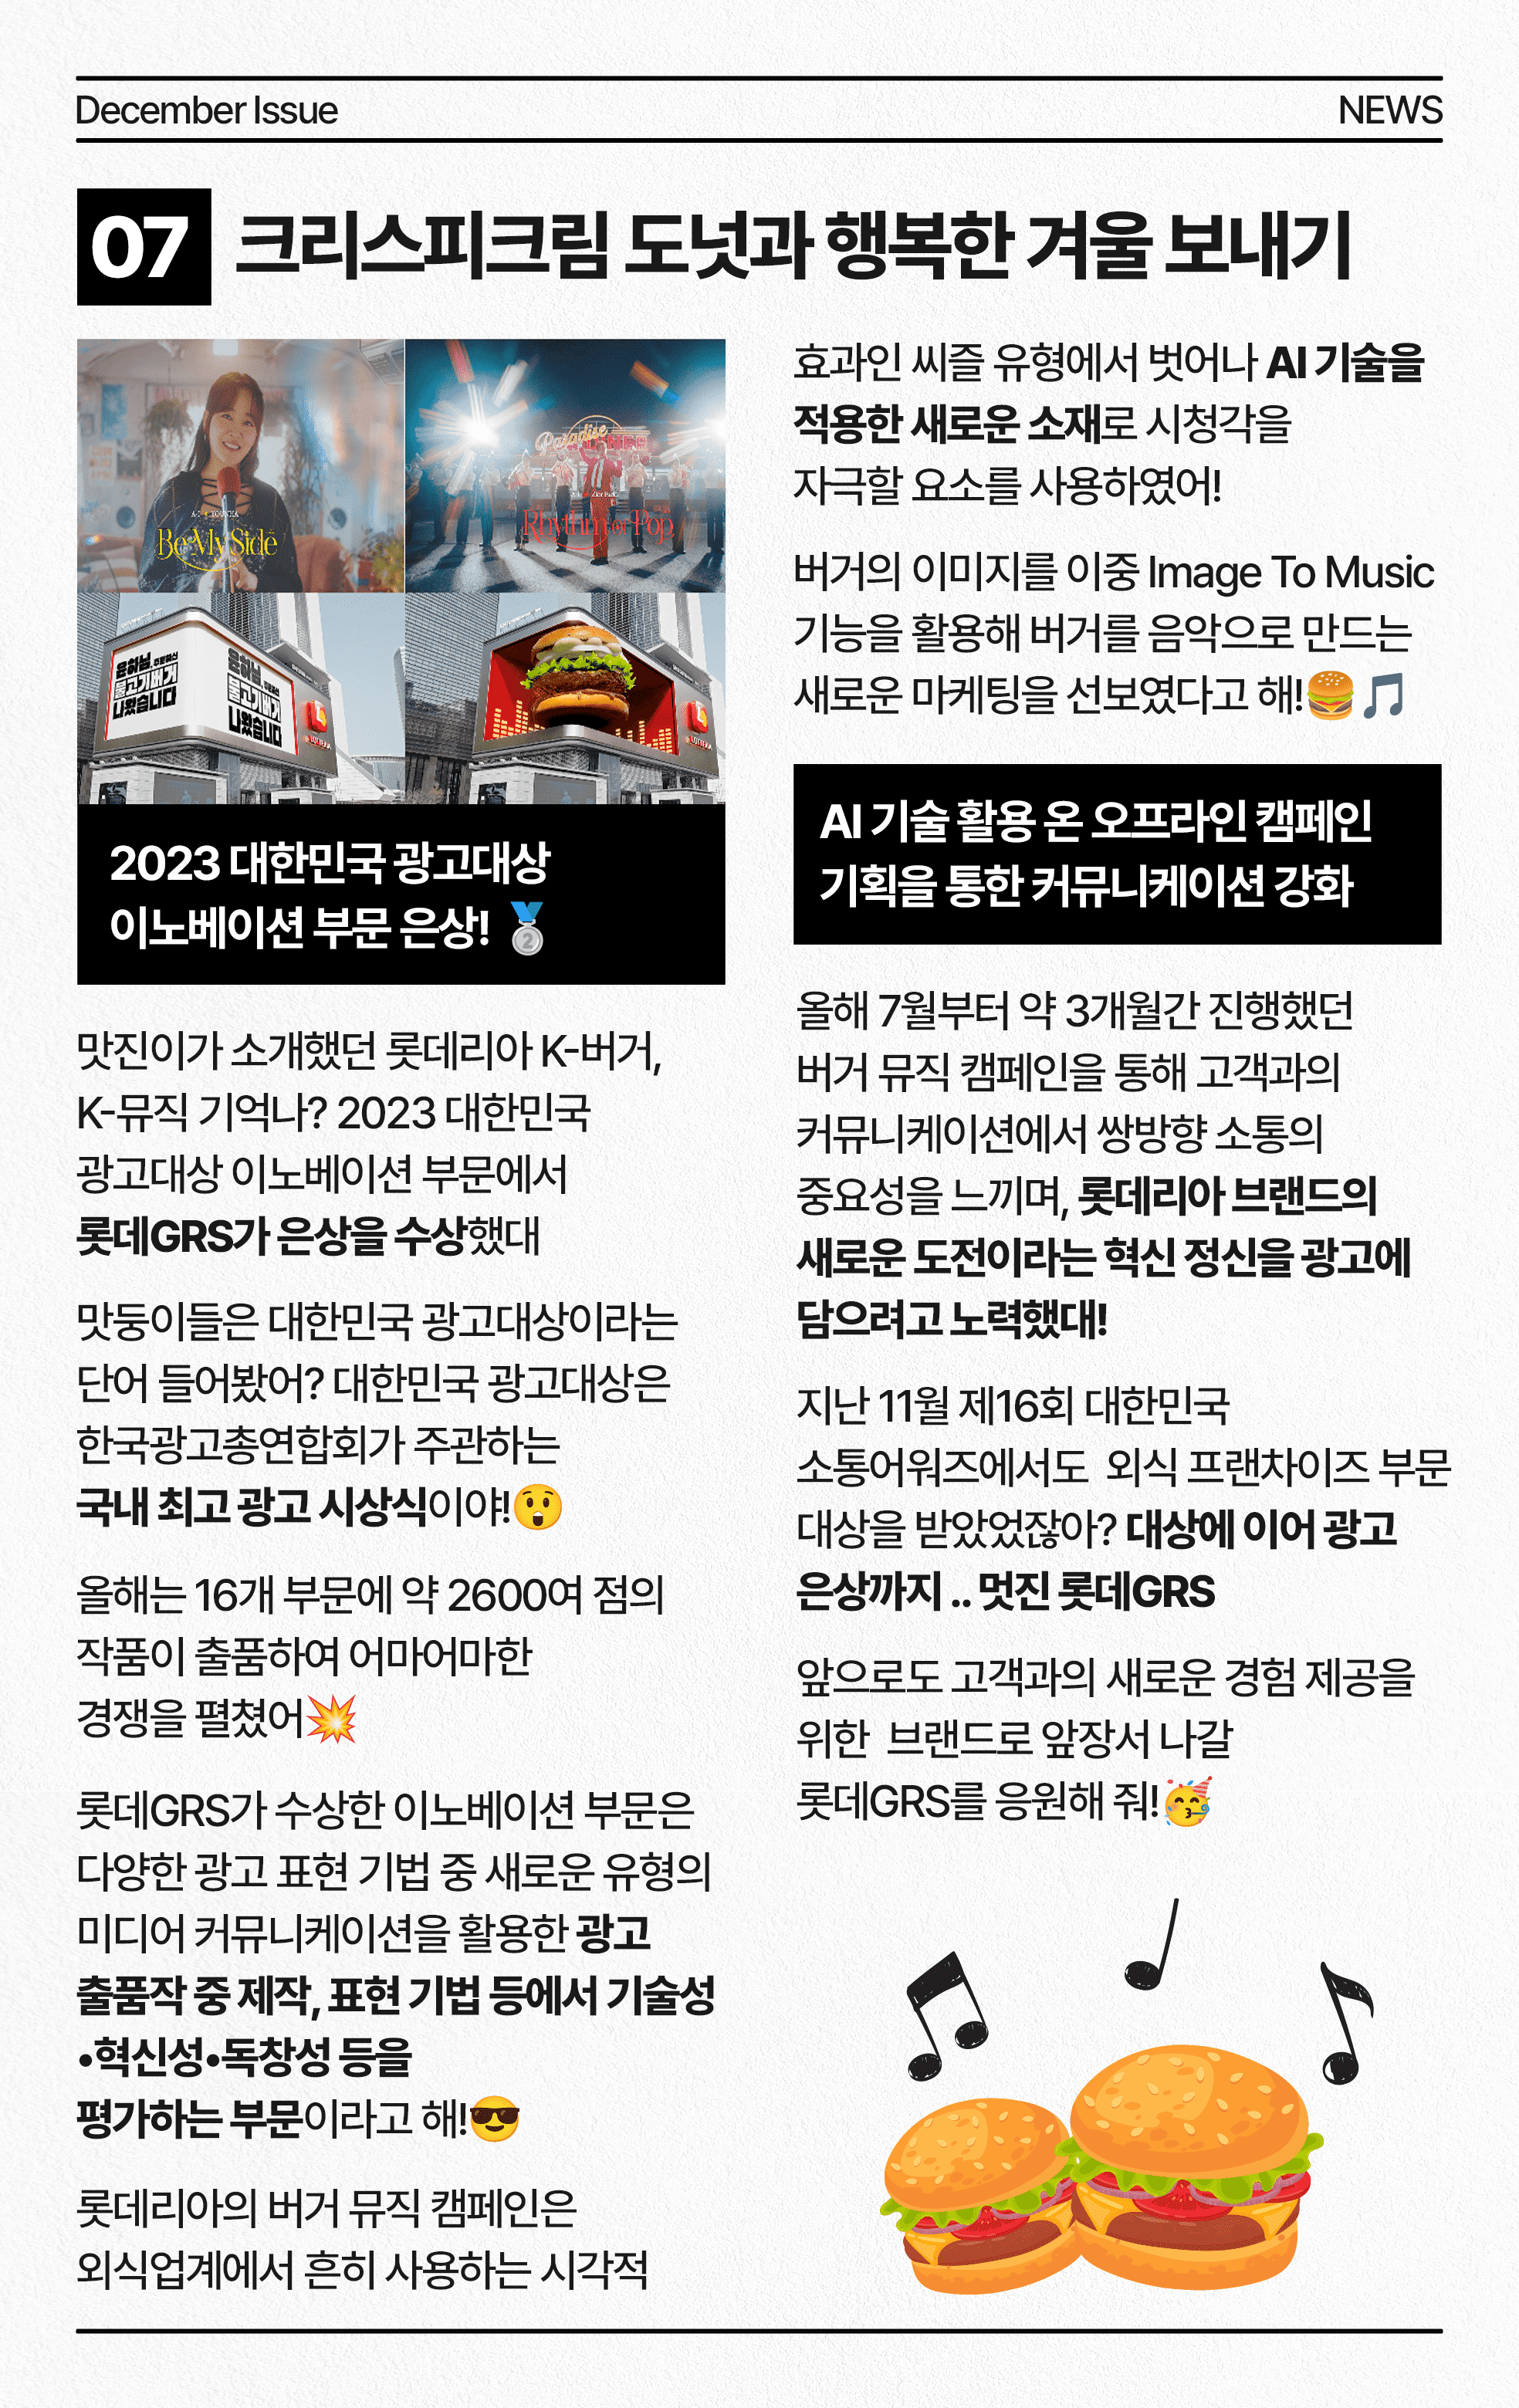 December Issue
NEWS
07
크리스피크림 도넛과 행복한 겨울 보내기
A-I YOUNHA
Be My Side
Paradise
Rhythm of Pop
윤하님, 주문하신
불고기버거
나왔습니다
윤하님, 주문하신
불고기버거
나왔습니다
LOTTERIA
2023 대한민국 광고대상
이노베이션 부문 은상! 🥈
맛진이가 소개했던 롯데리아 K-버거,
K-뮤직 기억나? 2023 대한민국
광고대상 이노베이션 부문에서
롯데GRS가 은상을 수상했대
맛둥이들은 대한민국 광고대상이라는
단어 들어봤어? 대한민국 광고대상은
한국광고총연합회가 주관하는
국내 최고 광고 시상식이야!😲
올해는 16개 부문에 약 2600여 점의
작품이 출품하여 어마어마한
경쟁을 펼쳤어💥
롯데GRS가 수상한 이노베이션 부문은
다양한 광고 표현 기법 중 새로운 유형의
미디어 커뮤니케이션을 활용한 광고
출품작 중 제작, 표현 기법 등에서 기술성
•혁신성•독창성 등을
평가하는 부문이라고 해!😎
롯데리아의 버거 뮤직 캠페인은
외식업계에서 흔히 사용하는 시각적
효과인 씨즐 유형에서 벗어나 AI 기술을
적용한 새로운 소재로 시청각을
자극할 요소를 사용하였어!
버거의 이미지를 이중 Image To Music
기능을 활용해 버거를 음악으로 만드는
새로운 마케팅을 선보였다고 해!🍔🎵
AI 기술 활용 온 오프라인 캠페인
기획을 통한 커뮤니케이션 강화
올해 7월부터 약 3개월간 진행했던
버거 뮤직 캠페인을 통해 고객과의
커뮤니케이션에서 쌍방향 소통의
중요성을 느끼며, 롯데리아 브랜드의
새로운 도전이라는 혁신 정신을 광고에
담으려고 노력했대!
지난 11월 제16회 대한민국
소통어워즈에서도 외식 프랜차이즈 부문
대상을 받았었잖아? 대상에 이어 광고
은상까지 .. 멋진 롯데GRS
앞으로도 고객과의 새로운 경험 제공을
위한 브랜드로 앞장서 나갈
롯데GRS를 응원해 줘!🥳